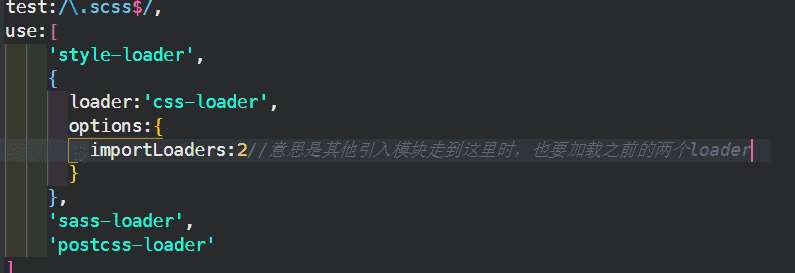 test:/\.scss$/,
use:[
'style-loader',
{
loader:'css-loader',
options:{
importLoaders:2//意思是其他引入模块走到这里时，也要加载之前的两个loader
}
},
'sass-loader',
'postcss-loader'
]